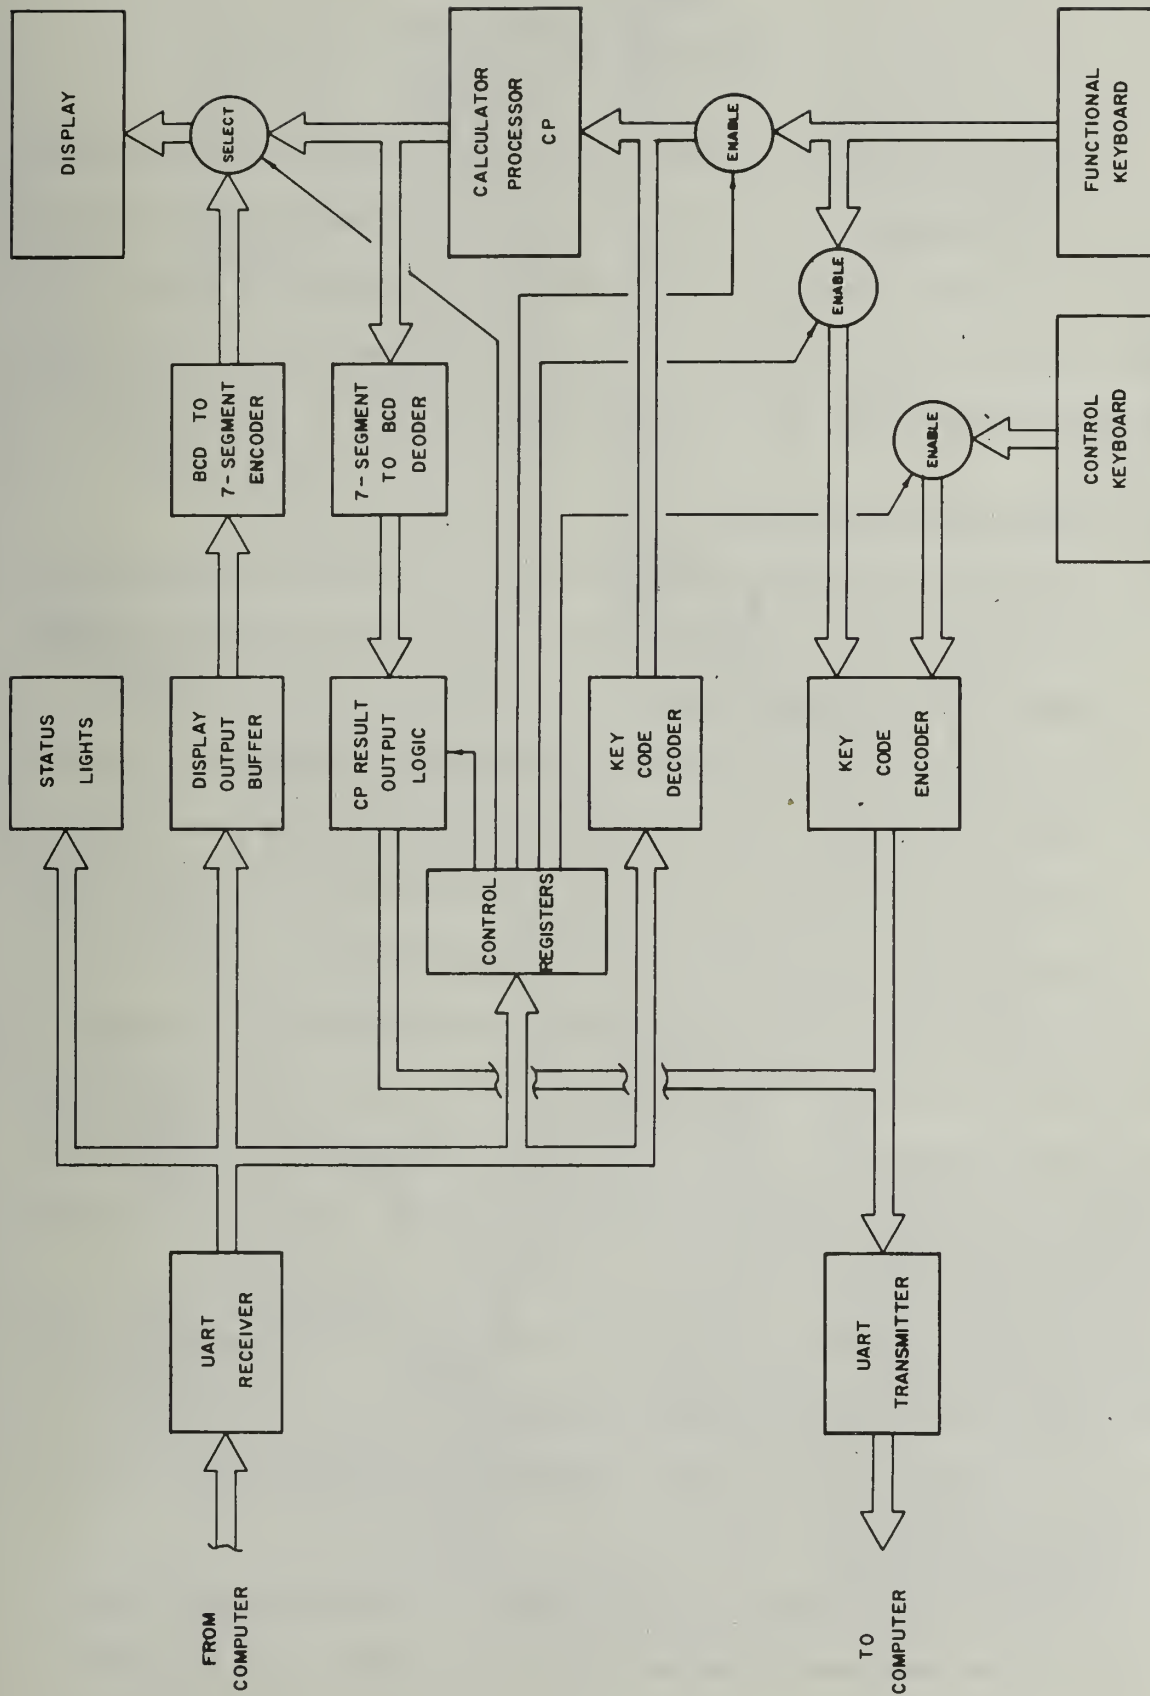 DISPLAY
SELECT
CALCULATOR
PROCESSOR
CP
ENABLE
FUNCTIONAL
KEYBOARD
ENABLE
BCD TO
7-SEGMENT
ENCODER
7-SEGMENT
TO BCD
DEODER
ENABLE
CONTROL
KEYBOARD
STATUS
LIGHTS
DISPLAY
OUTPUT
BUFFER
CP RESULT
OUTPUT
LOGIC
KEY
CODE
DECODER
KEY
CODE
ENCODER
CONTROL
REGISTERS
UART
RECEIVER
UART
TRANSMITTER
FROM
COMPUTER
TO
COMPUTER